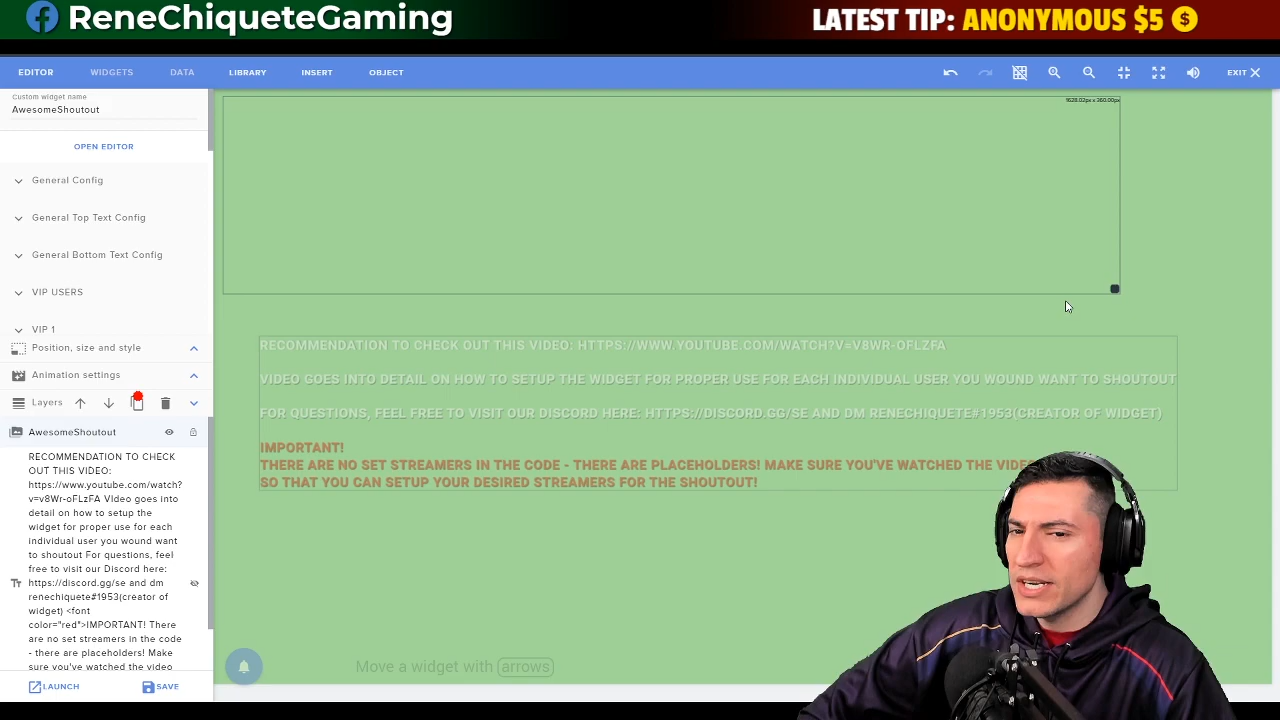 ReneChiqueteGaming
LATEST TIP: ANONYMOUS $5
EDITOR WIDGETS DATA LIBRARY INSERT OBJECT EXIT
Custom widget name
AwesomeShoutout
OPEN EDITOR
General Config
General Top Text Config
General Bottom Text Config
VIP USERS
VIP 1
Position, size and style
Animation settings
Layers
AwesomeShoutout
RECOMMENDATION TO CHECK
OUT THIS VIDEO:
https://www.youtube.com/watch?
v=v8Wr-oFLzFA VIdeo goes into
detail on how to setup the
widget for proper use for each
individual user you wound want
to shoutout For questions, feel
free to visit our Discord here:
https://discord.gg/se and dm
renechiquete#1953(creator of
widget) <font
color="red">IMPORTANT! There
are no set streamers in the code
- there are placeholders! Make
sure you've watched the video
LAUNCH SAVE
1628.02px x 360.00px
RECOMMENDATION TO CHECK OUT THIS VIDEO: HTTPS://WWW.YOUTUBE.COM/WATCH?V=V8WR-OFLZFA
VIDEO GOES INTO DETAIL ON HOW TO SETUP THE WIDGET FOR PROPER USE FOR EACH INDIVIDUAL USER YOU WOUND WANT TO SHOUTOUT
FOR QUESTIONS, FEEL FREE TO VISIT OUR DISCORD HERE: HTTPS://DISCORD.GG/SE AND DM RENECHIQUETE#1953(CREATOR OF WIDGET)
IMPORTANT!
THERE ARE NO SET STREAMERS IN THE CODE - THERE ARE PLACEHOLDERS! MAKE SURE YOU'VE WATCHED THE
SO THAT YOU CAN SETUP YOUR DESIRED STREAMERS FOR THE SHOUTOUT!
Move a widget with arrows